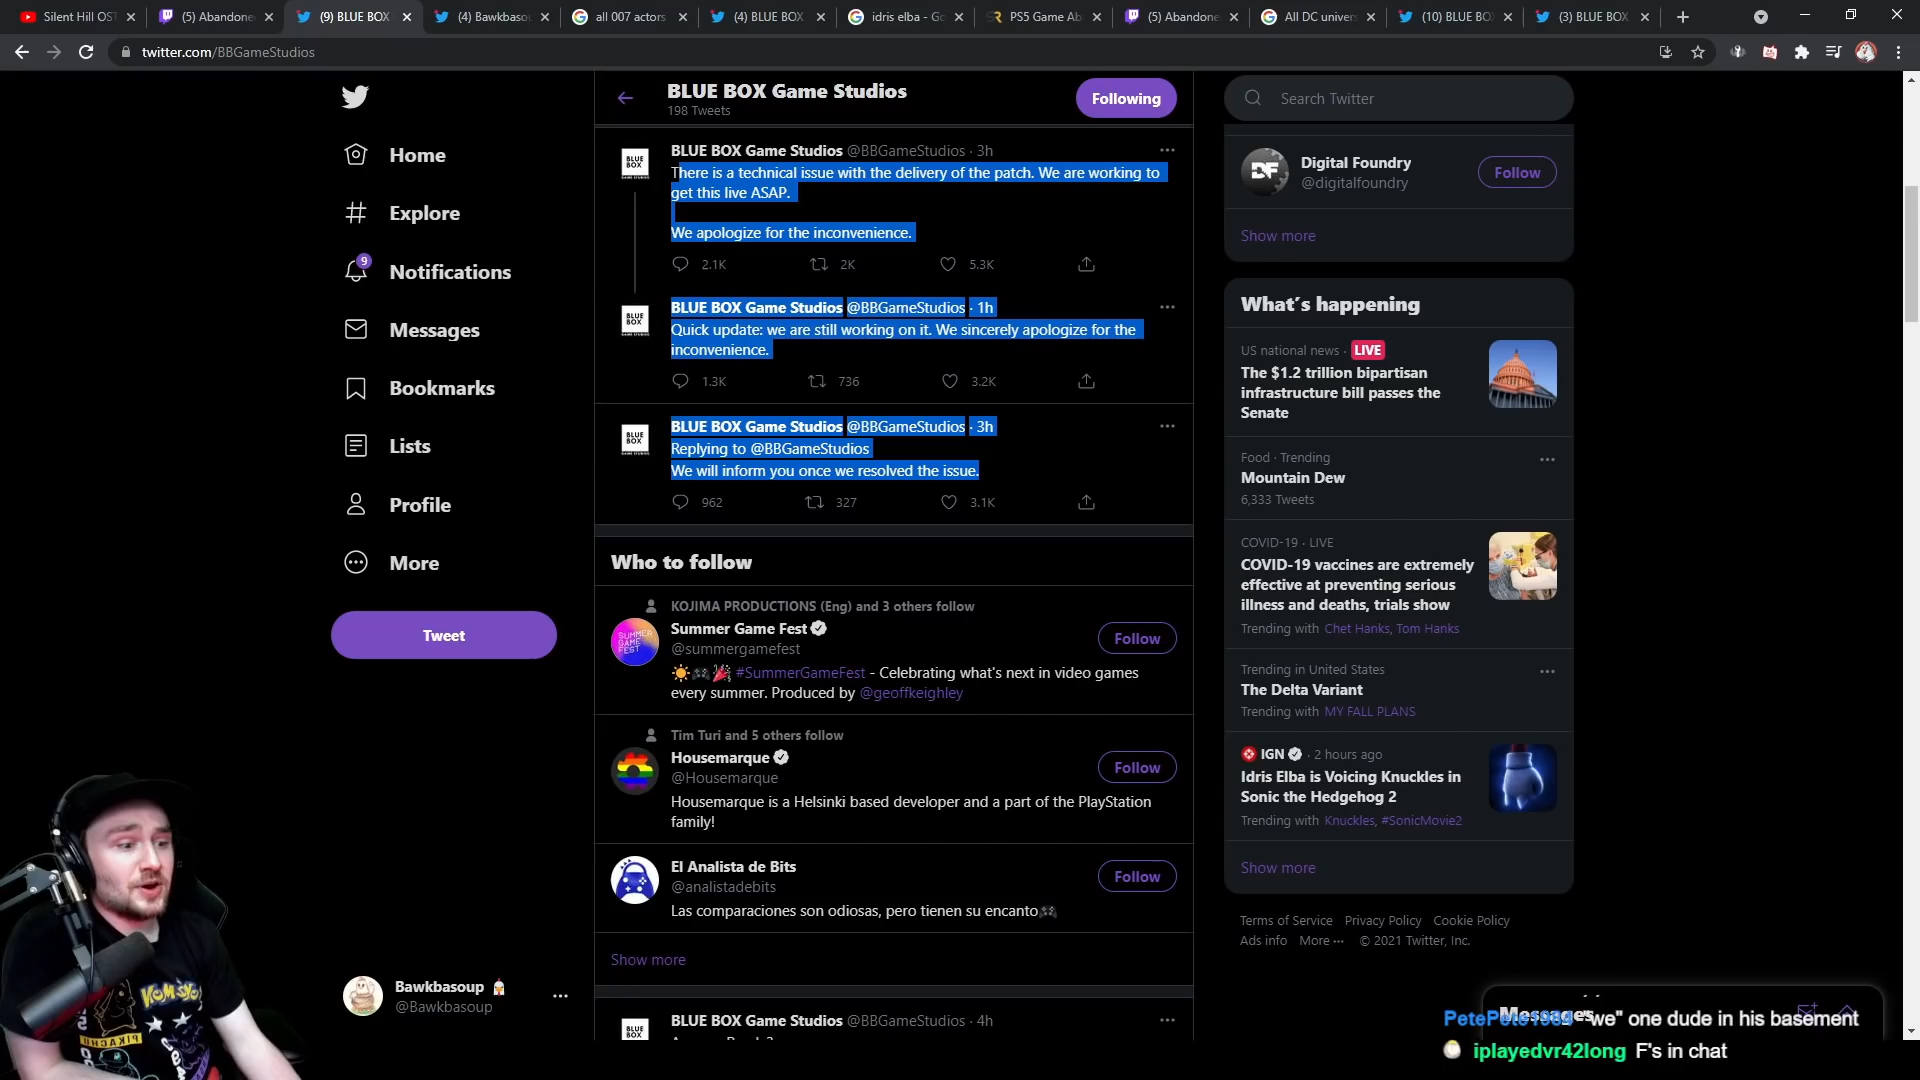 Silent Hill OST
(5) Abandone
(9) BLUE BOX
(4) Bawkbasou
all 007 actors
(4) BLUE BOX
idris elba - Go
PS5 Game Ab
(5) Abandone
All DC univers
(10) BLUE BO
(3) BLUE BOX
twitter.com/BBGameStudios
Home
Explore
9
Notifications
Messages
Bookmarks
Lists
Profile
More
Tweet
Bawkbasoup
@Bawkbasoup
BLUE BOX Game Studios
198 Tweets
Following
BLUE BOX Game Studios @BBGameStudios · 3h
There is a technical issue with the delivery of the patch. We are working to
get this live ASAP.
We apologize for the inconvenience.
2.1K 2K 5.3K
BLUE BOX Game Studios @BBGameStudios · 1h
Quick update: we are still working on it. We sincerely apologize for the
inconvenience.
1.3K 736 3.2K
BLUE BOX Game Studios @BBGameStudios · 3h
Replying to @BBGameStudios
We will inform you once we resolved the issue.
962 327 3.1K
Who to follow
KOJIMA PRODUCTIONS (Eng) and 3 others follow
Summer Game Fest
@summergamefest
Follow
#SummerGameFest - Celebrating what's next in video games
every summer. Produced by @geoffkeighley
Tim Turi and 5 others follow
Housemarque
@Housemarque
Follow
Housemarque is a Helsinki based developer and a part of the PlayStation
family!
El Analista de Bits
@analistadebits
Follow
Las comparaciones son odiosas, pero tienen su encanto
Show more
BLUE BOX Game Studios @BBGameStudios · 4h
Search Twitter
Digital Foundry
@digitalfoundry
Follow
Show more
What's happening
US national news · LIVE
The $1.2 trillion bipartisan
infrastructure bill passes the
Senate
Food · Trending
Mountain Dew
6,333 Tweets
COVID-19 · LIVE
COVID-19 vaccines are extremely
effective at preventing serious
illness and deaths, trials show
Trending with Chet Hanks, Tom Hanks
Trending in United States
The Delta Variant
Trending with MY FALL PLANS
IGN · 2 hours ago
Idris Elba is Voicing Knuckles in
Sonic the Hedgehog 2
Trending with Knuckles, #SonicMovie2
Show more
Terms of Service Privacy Policy Cookie Policy
Ads info More ··· © 2021 Twitter, Inc.
Messages
"we" one dude in his basement
iplayedvr42long F's in chat